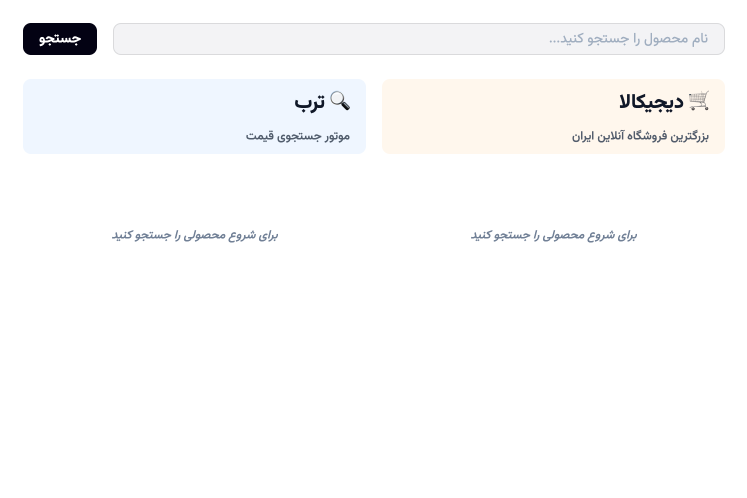 نام محصول را جستجو کنید...
جستجو
🛒 دیجیکالا
بزرگترین فروشگاه آنلاین ایران
🔍 ترب
موتور جستجوی قیمت
برای شروع محصولی را جستجو کنید
برای شروع محصولی را جستجو کنید